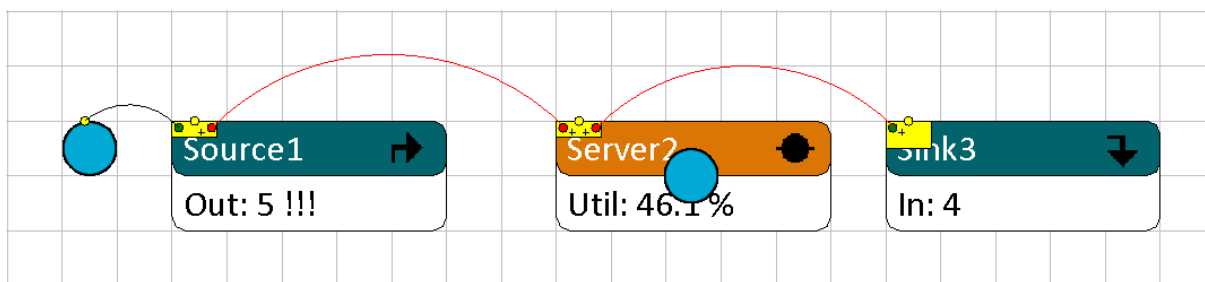 Source1
Out: 5 !!!
Server2
Util: 46.1 %
Sink3
In: 4